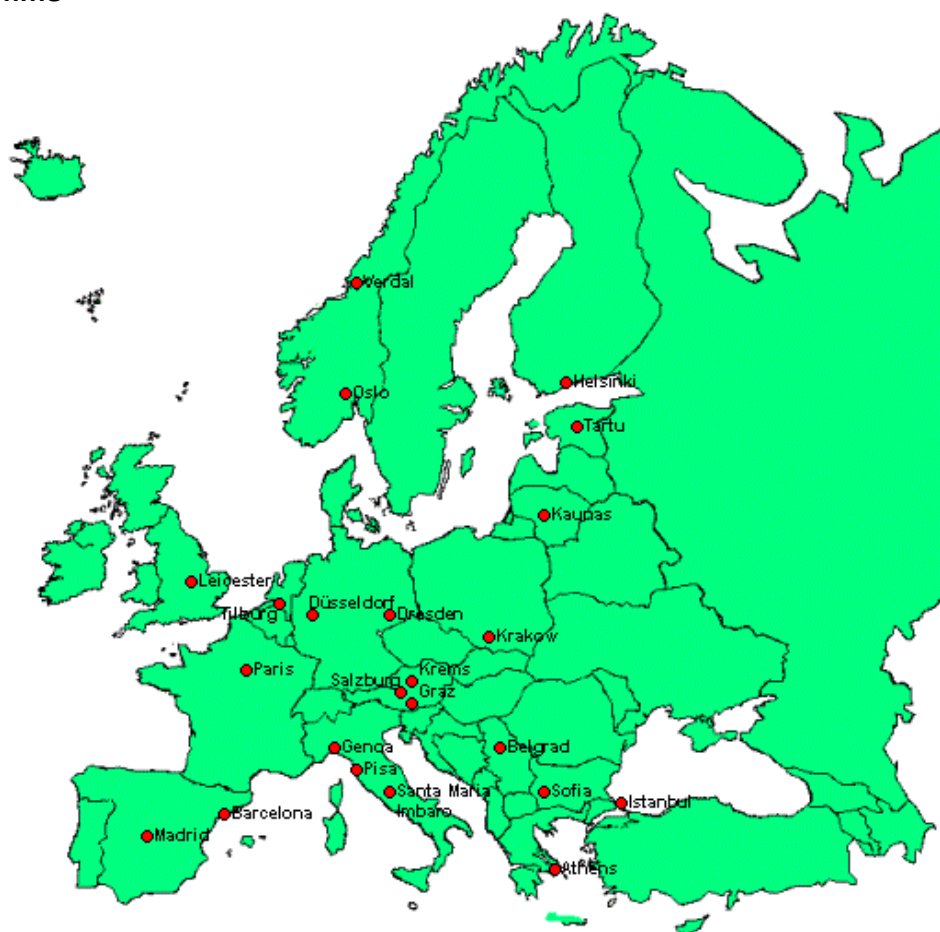 Verdal
Helsinki
Oslo
Tartu
Kaunas
Leicester
Tilburg
Düsseldorf
Dresden
Krakow
Paris
Krems
Salzburg
Graz
Genoa
Belgrad
Pisa
Santa Maria
Imbaro
Sofia
Istanbul
Barcelona
Madrid
Athens